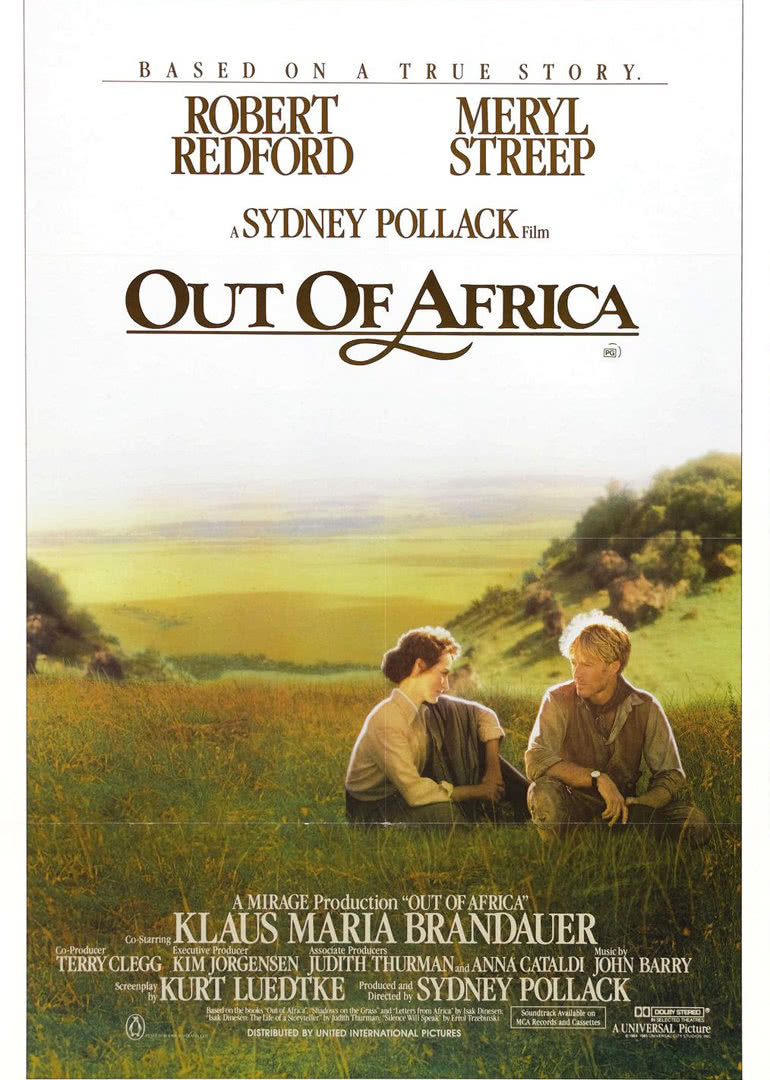 BASED ON A TRUE STORY.
ROBERT REDFORD
MERYL STREEP
A SYDNEY POLLACK Film
OUT OF AFRICA
PG
A MIRAGE Production "OUT OF AFRICA"
Co-Starring KLAUS MARIA BRANDAUER
Co-Producer TERRY CLEGG
Executive Producer KIM JORGENSEN
Associate Producers JUDITH THURMAN and ANNA CATALDI
Music by JOHN BARRY
Screenplay by KURT LUEDTKE
Produced and Directed by SYDNEY POLLACK
Based on the books "Out of Africa", "Shadows on the Grass" and "Letters from Africa" by Isak Dinesen;
"Isak Dinesen: The Life of a Storyteller" by Judith Thurman; "Silence Will Speak" by Errol Trzebinski
Soundtrack Available on
MCA Records and Cassettes
DOLBY STEREO ®
IN SELECTED THEATRES
A UNIVERSAL Picture
DISTRIBUTED BY UNITED INTERNATIONAL PICTURES